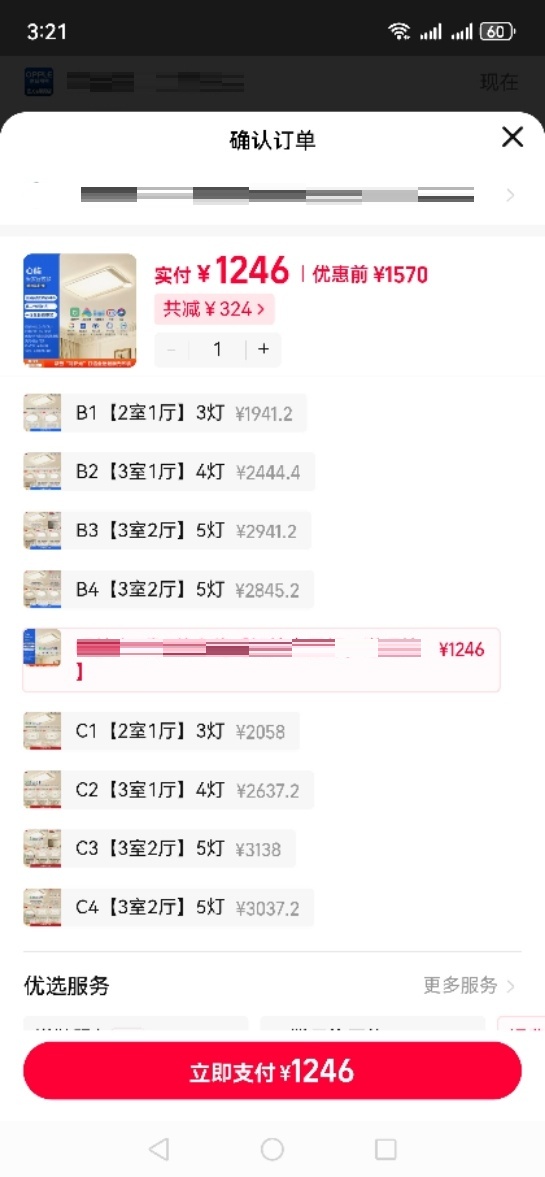 3:21
60
OPPLE
现在
确认订单
实付 ¥1246 优惠前 ¥1570
共减 ¥324
1
B1【2室1厅】3灯 ¥1941.2
B2【3室1厅】4灯 ¥2444.4
B3【3室2厅】5灯 ¥2941.2
B4【3室2厅】5灯 ¥2845.2
¥1246
】
C1【2室1厅】3灯 ¥2058
C2【3室1厅】4灯 ¥2637.2
C3【3室2厅】5灯 ¥3138
C4【3室2厅】5灯 ¥3037.2
优选服务 更多服务
立即支付 ¥1246